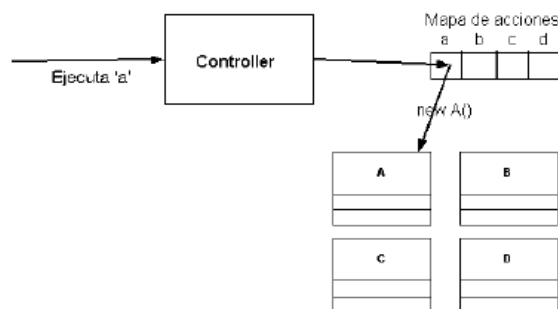 Mapa de acciones
a b c d
Controller
Ejecuta 'a'
new A()
A B
C D